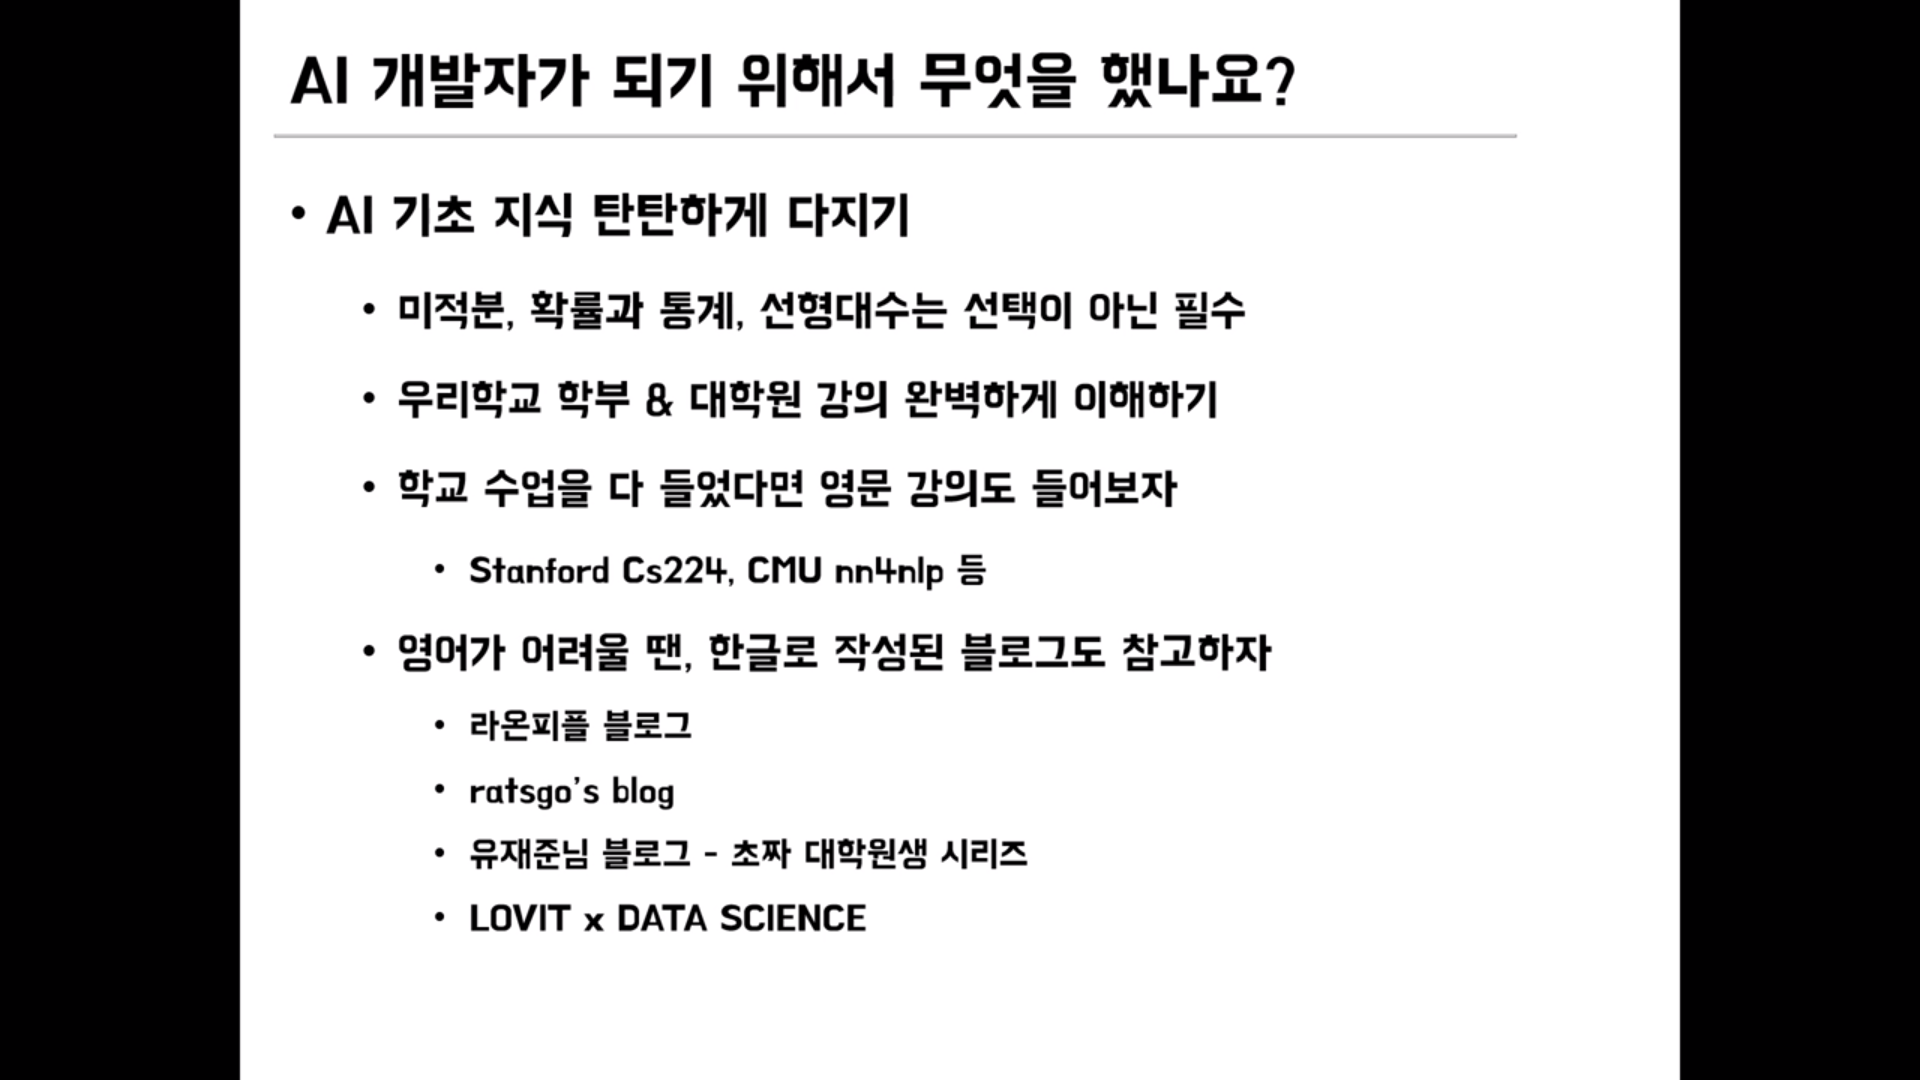 AI 개발자가 되기 위해서 무엇을 했나요?
• AI 기초 지식 탄탄하게 다지기
• 미적분, 확률과 통계, 선형대수는 선택이 아닌 필수
• 우리학교 학부 & 대학원 강의 완벽하게 이해하기
• 학교 수업을 다 들었다면 영문 강의도 들어보자
• Stanford Cs224, CMU nn4nlp 등
• 영어가 어려울 땐, 한글로 작성된 블로그도 참고하자
• 라온피플 블로그
• ratsgo’s blog
• 유재준님 블로그 - 초짜 대학원생 시리즈
• LOVIT x DATA SCIENCE